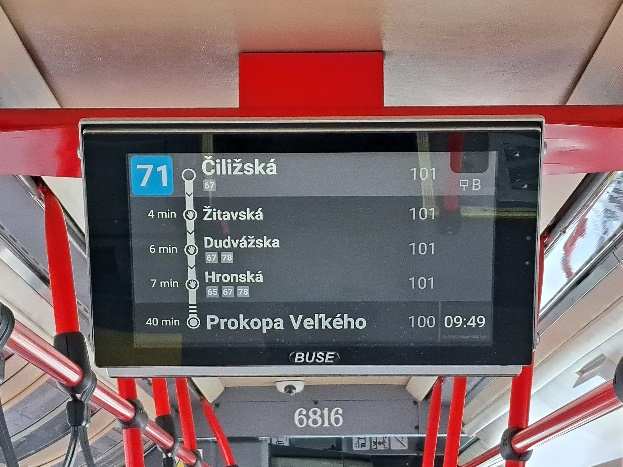 71 Čiližská 101
67 B
4 min Žitavská 101
6 min Dudvážska 101
67 78
7 min Hronská 101
65 67 78
40 min Prokopa Veľkého 100 09:49
BUSE
6816